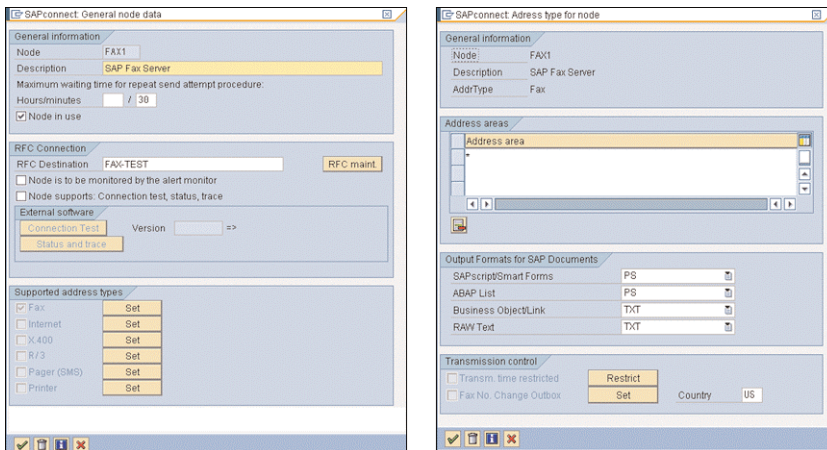 SAPconnect: General node data
General information
Node FAX1
Description SAP Fax Server
Maximum waiting time for repeat send attempt procedure:
Hours/minutes / 30
Node in use
RFC Connection
RFC Destination FAX-TEST RFC maint.
Node is to be monitored by the alert monitor
Node supports: Connection test, status, trace
External software
Connection Test Version =>
Status and trace
Supported address types
Fax Set
Internet Set
X.400 Set
R/3 Set
Pager (SMS) Set
Printer Set
SAPconnect: Adress type for node
General information
Node FAX1
Description SAP Fax Server
AddrType Fax
Address areas
Address area
*
Output Formats for SAP Documents
SAPscript/Smart Forms PS
ABAP List PS
Business Object/Link TXT
RAW Text TXT
Transmission control
Transm. time restricted Restrict
Fax No. Change Outbox Set Country US